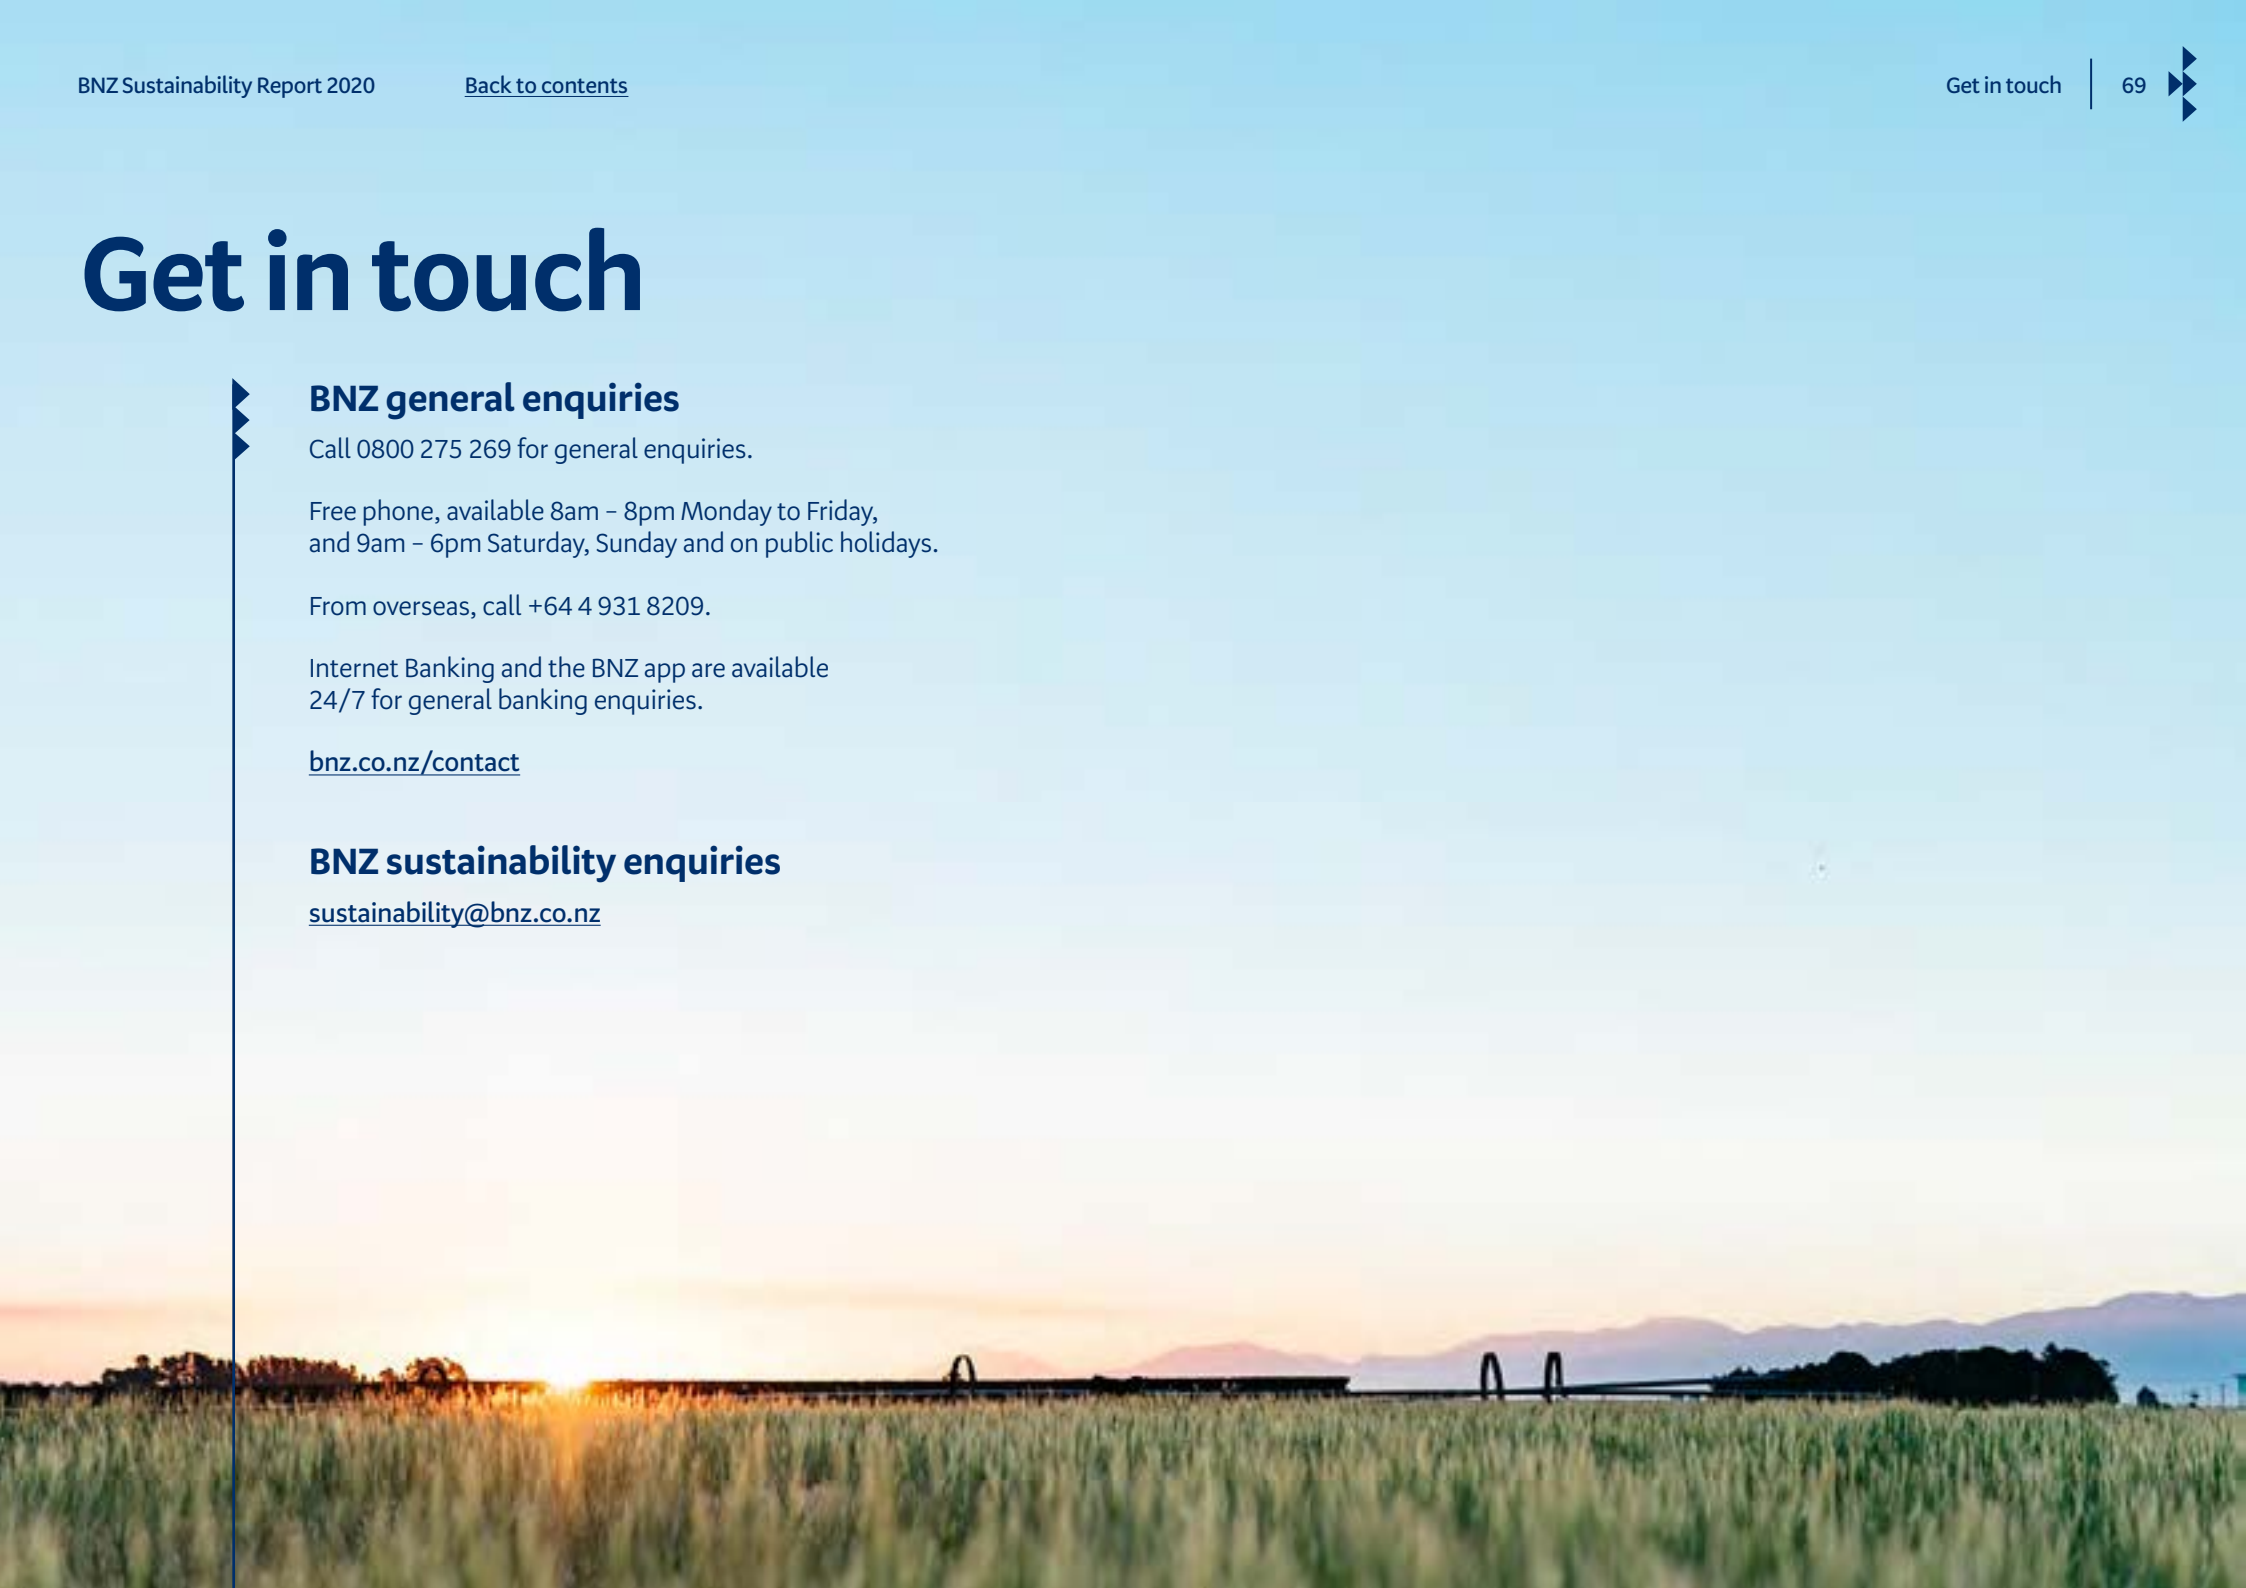 BNZ Sustainability Report 2020
Back to contents
Get in touch
69
Get in touch
BNZ general enquiries
Call 0800 275 269 for general enquiries.
Free phone, available 8am – 8pm Monday to Friday,
and 9am – 6pm Saturday, Sunday and on public holidays.
From overseas, call +64 4 931 8209.
Internet Banking and the BNZ app are available
24/7 for general banking enquiries.
bnz.co.nz/contact
BNZ sustainability enquiries
sustainability@bnz.co.nz